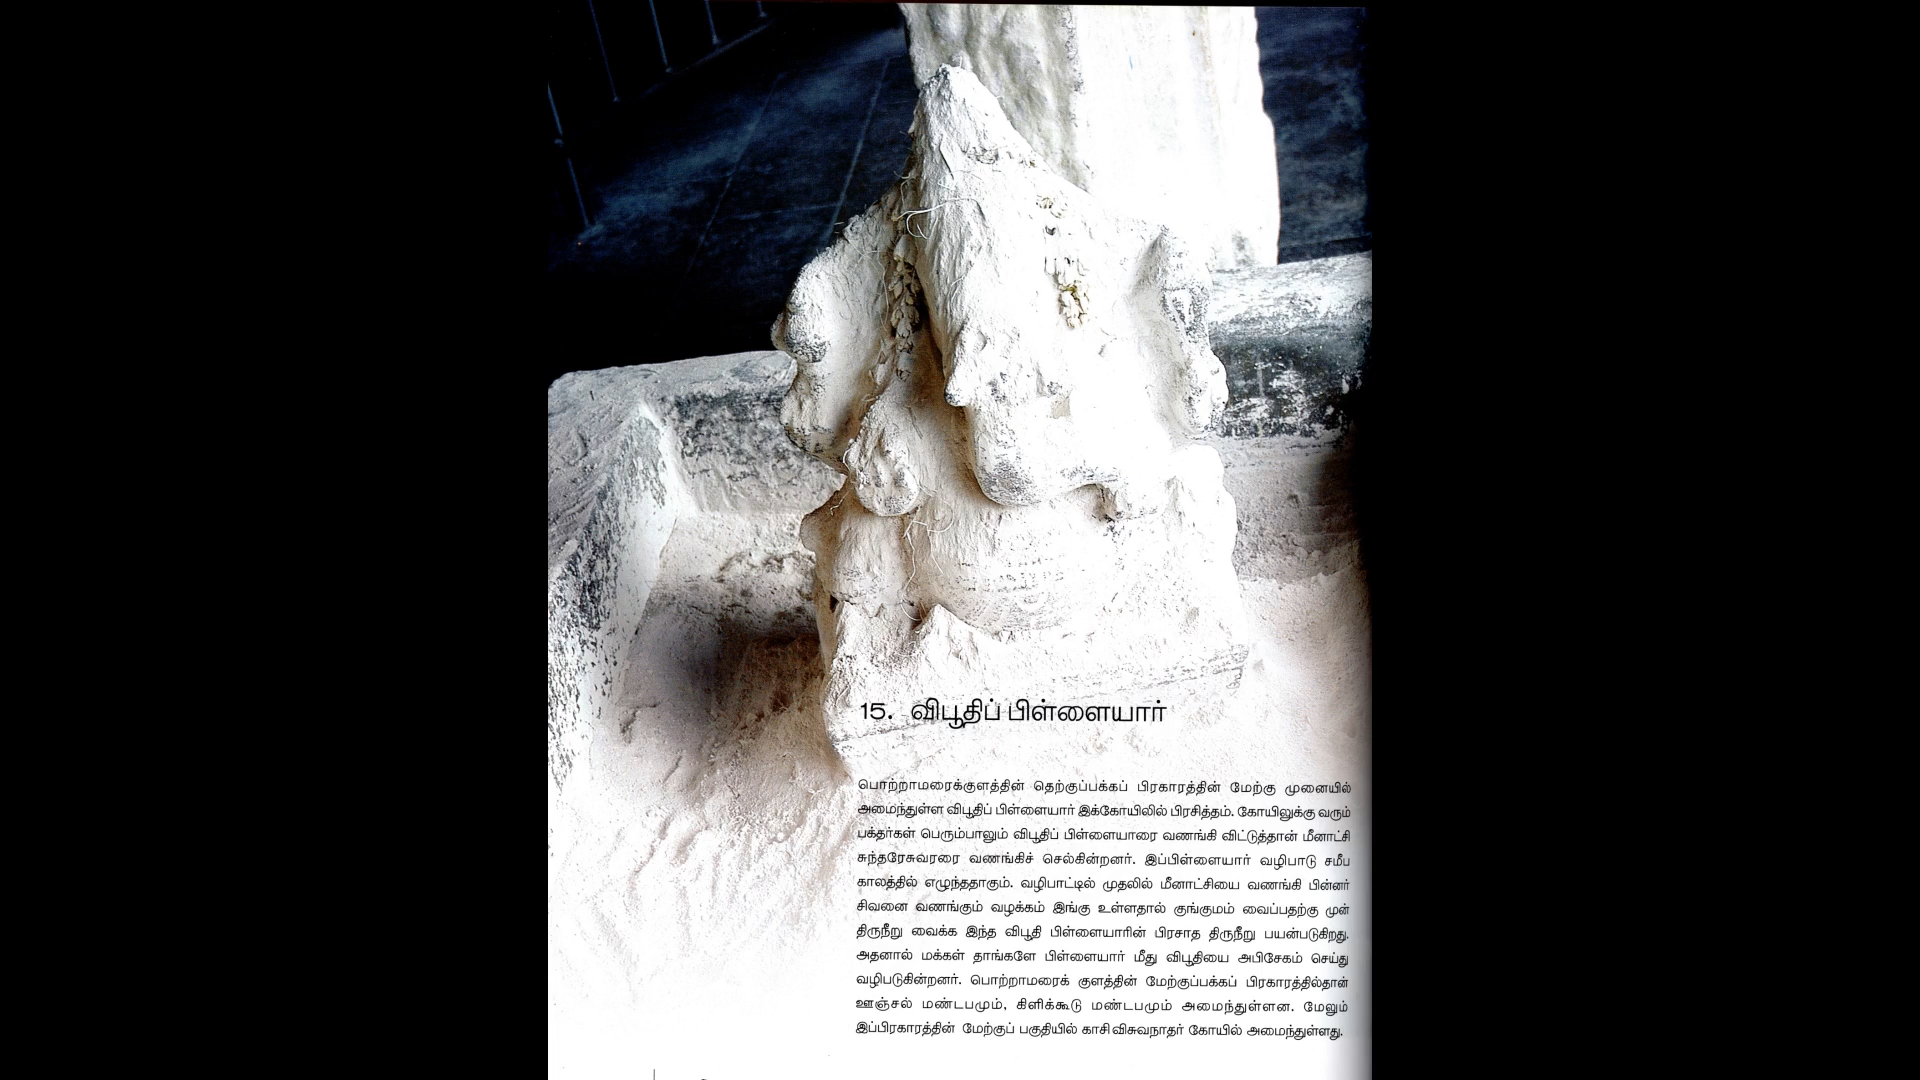 15. விபூதிப் பிள்ளையார்
பொற்றாமரைக்குளத்தின் தெற்குப்பக்கப் பிரகாரத்தின் மேற்கு முனையில்
அமைந்துள்ள விபூதிப் பிள்ளையார் இக்கோயிலில் பிரசித்தம். கோயிலுக்கு வரும்
பக்தர்கள் பெரும்பாலும் விபூதிப் பிள்ளையாரை வணங்கி விட்டுத்தான் மீனாட்சி
சுந்தரேசுவரரை வணங்கிச் செல்கின்றனர். இப்பிள்ளையார் வழிபாடு சமீப
காலத்தில் எழுந்ததாகும். வழிபாட்டில் முதலில் மீனாட்சியை வணங்கி பின்னர்
சிவனை வணங்கும் வழக்கம் இங்கு உள்ளதால் குங்குமம் வைப்பதற்கு முன்
திருநீறு வைக்க இந்த விபூதி பிள்ளையாரின் பிரசாத திருநீறு பயன்படுகிறது.
அதனால் மக்கள் தாங்களே பிள்ளையார் மீது விபூதியை அபிசேகம் செய்து
வழிபடுகின்றனர். பொற்றாமரைக் குளத்தின் மேற்குப்பக்கப் பிரகாரத்தில்தான்
ஊஞ்சல் மண்டபமும், கிளிக்கூடு மண்டபமும் அமைந்துள்ளன. மேலும்
இப்பிரகாரத்தின் மேற்குப் பகுதியில் காசி விசுவநாதர் கோயில் அமைந்துள்ளது.